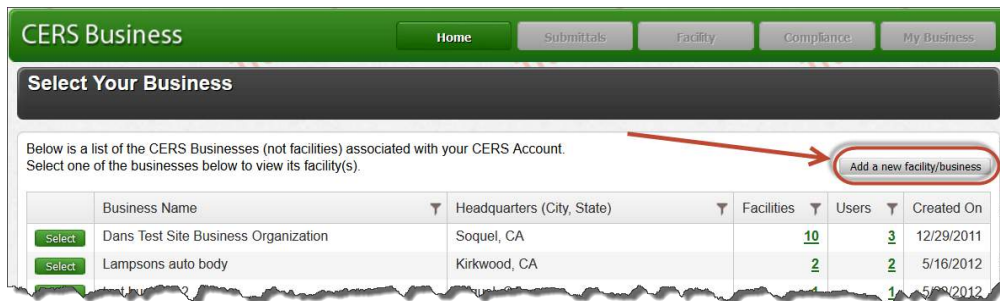 CERS Business
Home
Submittals
Facility
Compliance
My Business
Select Your Business
Below is a list of the CERS Businesses (not facilities) associated with your CERS Account.
Select one of the businesses below to view its facility(s).
Add a new facility/business
Business Name Headquarters (City, State) Facilities Users Created On
Select Dans Test Site Business Organization Soquel, CA 10 3 12/29/2011
Select Lampsons auto body Kirkwood, CA 2 2 5/16/2012